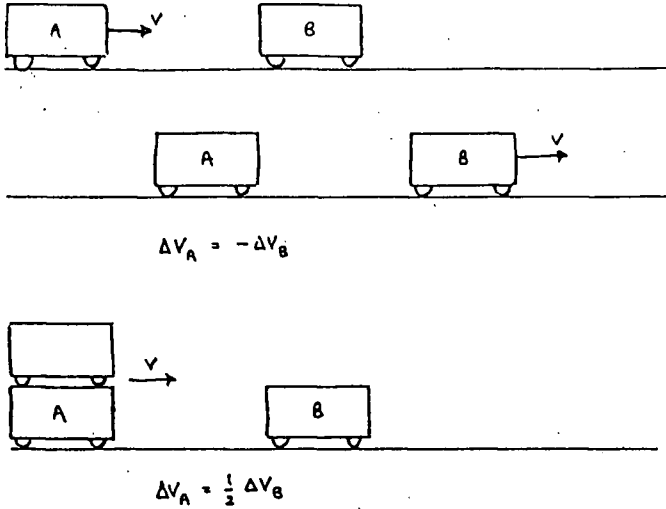 A V B
A B V
ΔV_A = -ΔV_B
V
A B
ΔV_A = 1/2 ΔV_B